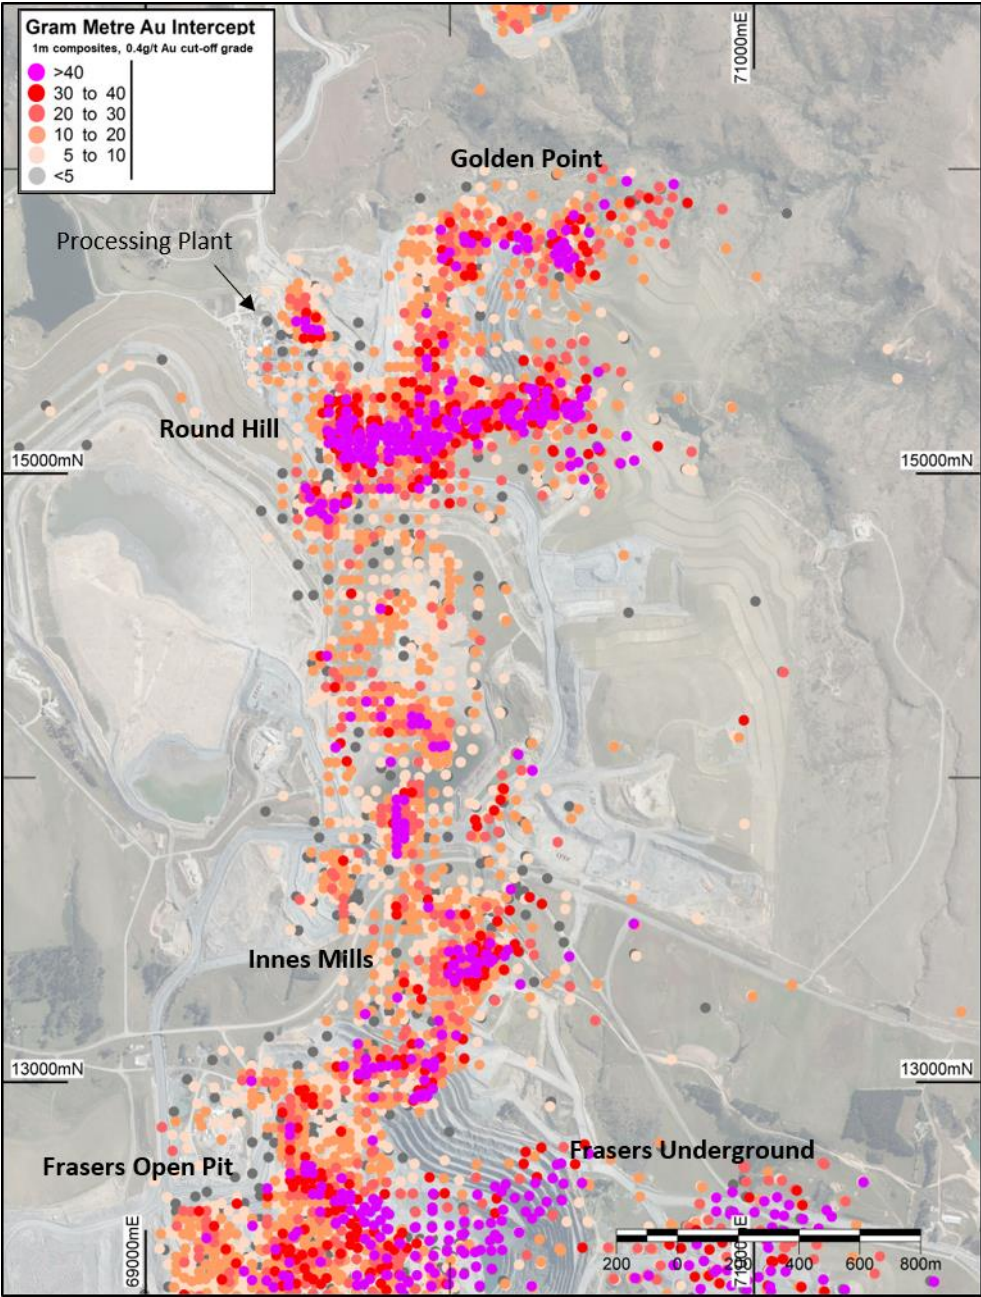 Gram Metre Au Intercept
1m composites, 0.4g/t Au cut-off grade
>40
30 to 40
20 to 30
10 to 20
5 to 10
<5
71000mE
Golden Point
Processing Plant
Round Hill
15000mN
15000mN
Innes Mills
13000mN
13000mN
Frasers Open Pit
Frasers Underground
69000mE
71000mE
200 0 200 400 600 800m